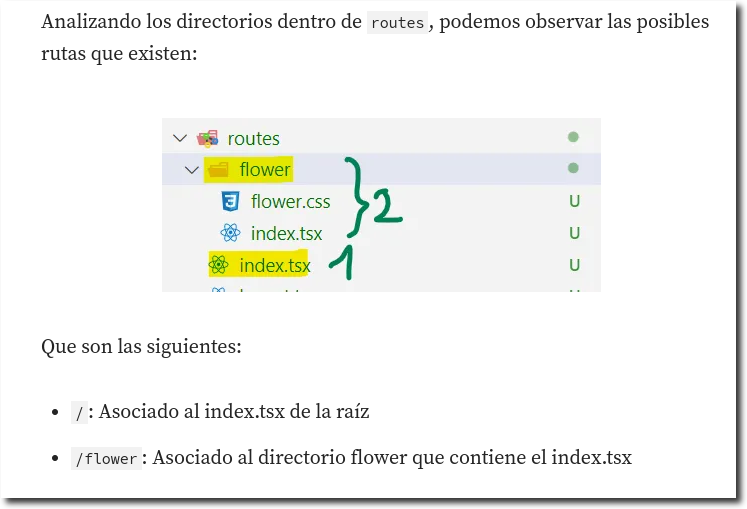 Analizando los directorios dentro de routes, podemos observar las posibles
rutas que existen:
routes
flower
flower.css U
index.tsx U
index.tsx U
2
1
U
Que son las siguientes:
• /: Asociado al index.tsx de la raíz
• /flower: Asociado al directorio flower que contiene el index.tsx